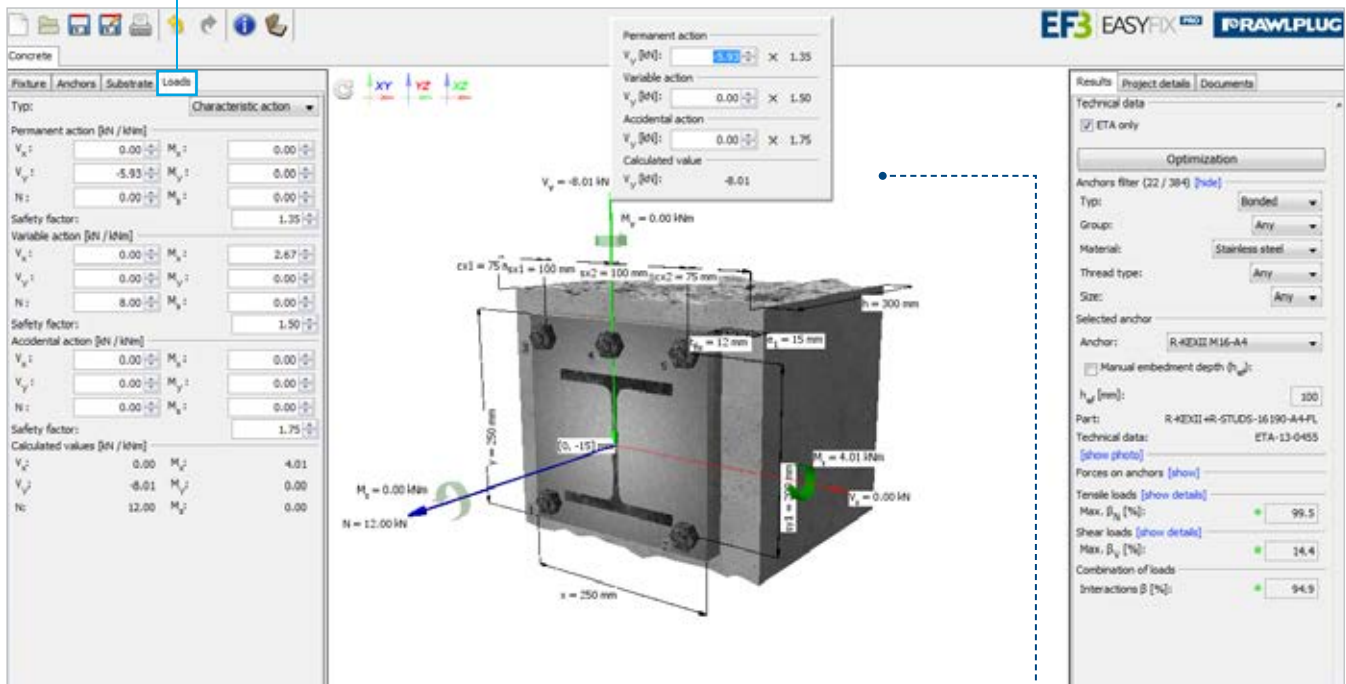 EF3 EASYFIX PRO RAWLPLUG
Concrete
Fixture Anchors Substrate Loads
Typ: Characteristic action
Permanent action [kN / kNm]
Vx: 0.00 Mx: 0.00
Vy: -5.93 My: 0.00
N: 0.00 Mz: 0.00
Safety factor: 1.35
Variable action [kN / kNm]
Vx: 0.00 Mx: 2.67
Vy: 0.00 My: 0.00
N: 8.00 Mz: 0.00
Safety factor: 1.50
Accidental action [kN / kNm]
Vx: 0.00 Mx: 0.00
Vy: 0.00 My: 0.00
N: 0.00 Mz: 0.00
Safety factor: 1.75
Calculated values [kN / kNm]
Vx: 0.00 Mx: 4.01
Vy: -8.01 My: 0.00
N: 12.00 Mz: 0.00
XY YZ XZ
Permanent action
Vy [kN]: -5.93 × 1.35
Variable action
Vy [kN]: 0.00 × 1.50
Accidental action
Vy [kN]: 0.00 × 1.75
Calculated value
Vy [kN]: -8.01
Vy = -8.01 kN
My = 0.00 kNm
cx1 = 75 sx1 = 100 mm sx2 = 100 mm cx2 = 75 mm
h = 300 mm
3 4 5
= 12 mm
= 15 mm
y = 250 mm
[0, -15] mm
Mx = 4.01 kNm
Mz = 0.00 kNm
Vx = 0.00 kN
N = 12.00 kN
1 2
x = 250 mm
Results Project details Documents
Technical data
ETA only
Optimization
Anchors filter (22 / 384) [hide]
Typ: Bonded
Group: Any
Material: Stainless steel
Thread type: Any
Size: Any
Selected anchor
Anchor: R-KEXII M16-A4
Manual embedment depth (hef):
hef [mm]: 100
Part: R-KEXII+R-STUDS-16190-A4-FL
Technical data: ETA-13-0455
[show photo]
Forces on anchors [show]
Tensile loads [show details]
Max. βN [%]: 99.5
Shear loads [show details]
Max. βV [%]: 14.4
Combination of loads
Interactions β [%]: 94.9